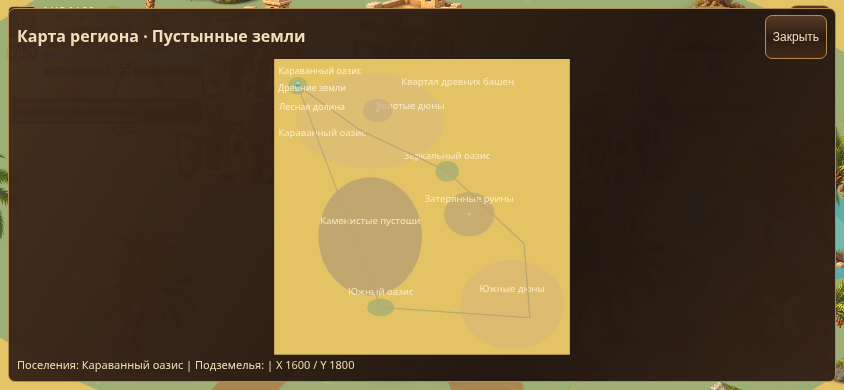 Карта региона · Пустынные земли
Закрыть
Караванный оазис
Квартал древних башен
Древние земли
Лесная долина
Золотые дюны
Караванный оазис
Зеркальный оазис
Затерянные руины
Каменистые пустоши
Южные дюны
Южный оазис
Поселения: Караванный оазис | Подземелья: | X 1600 / Y 1800